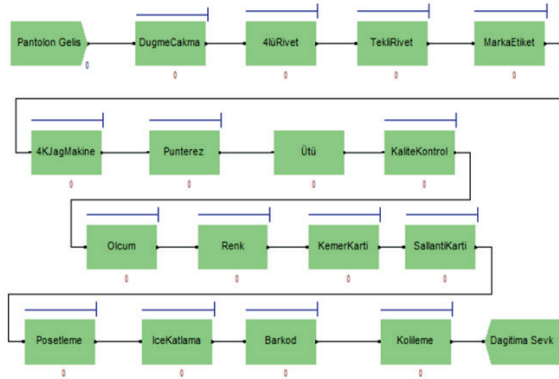 Pantolon Gelis
DugmeCakma
4lüRivet
TekliRivet
MarkaEtiket
0
0
0
0
0
4KJagMakine
Punterez
Ütü
KaliteKontrol
0
0
0
0
Olcum
Renk
KemerKarti
SallantiKarti
0
0
0
0
Posetleme
IceKatlama
Barkod
Kolileme
Dagitima Sevk
0
0
0
0